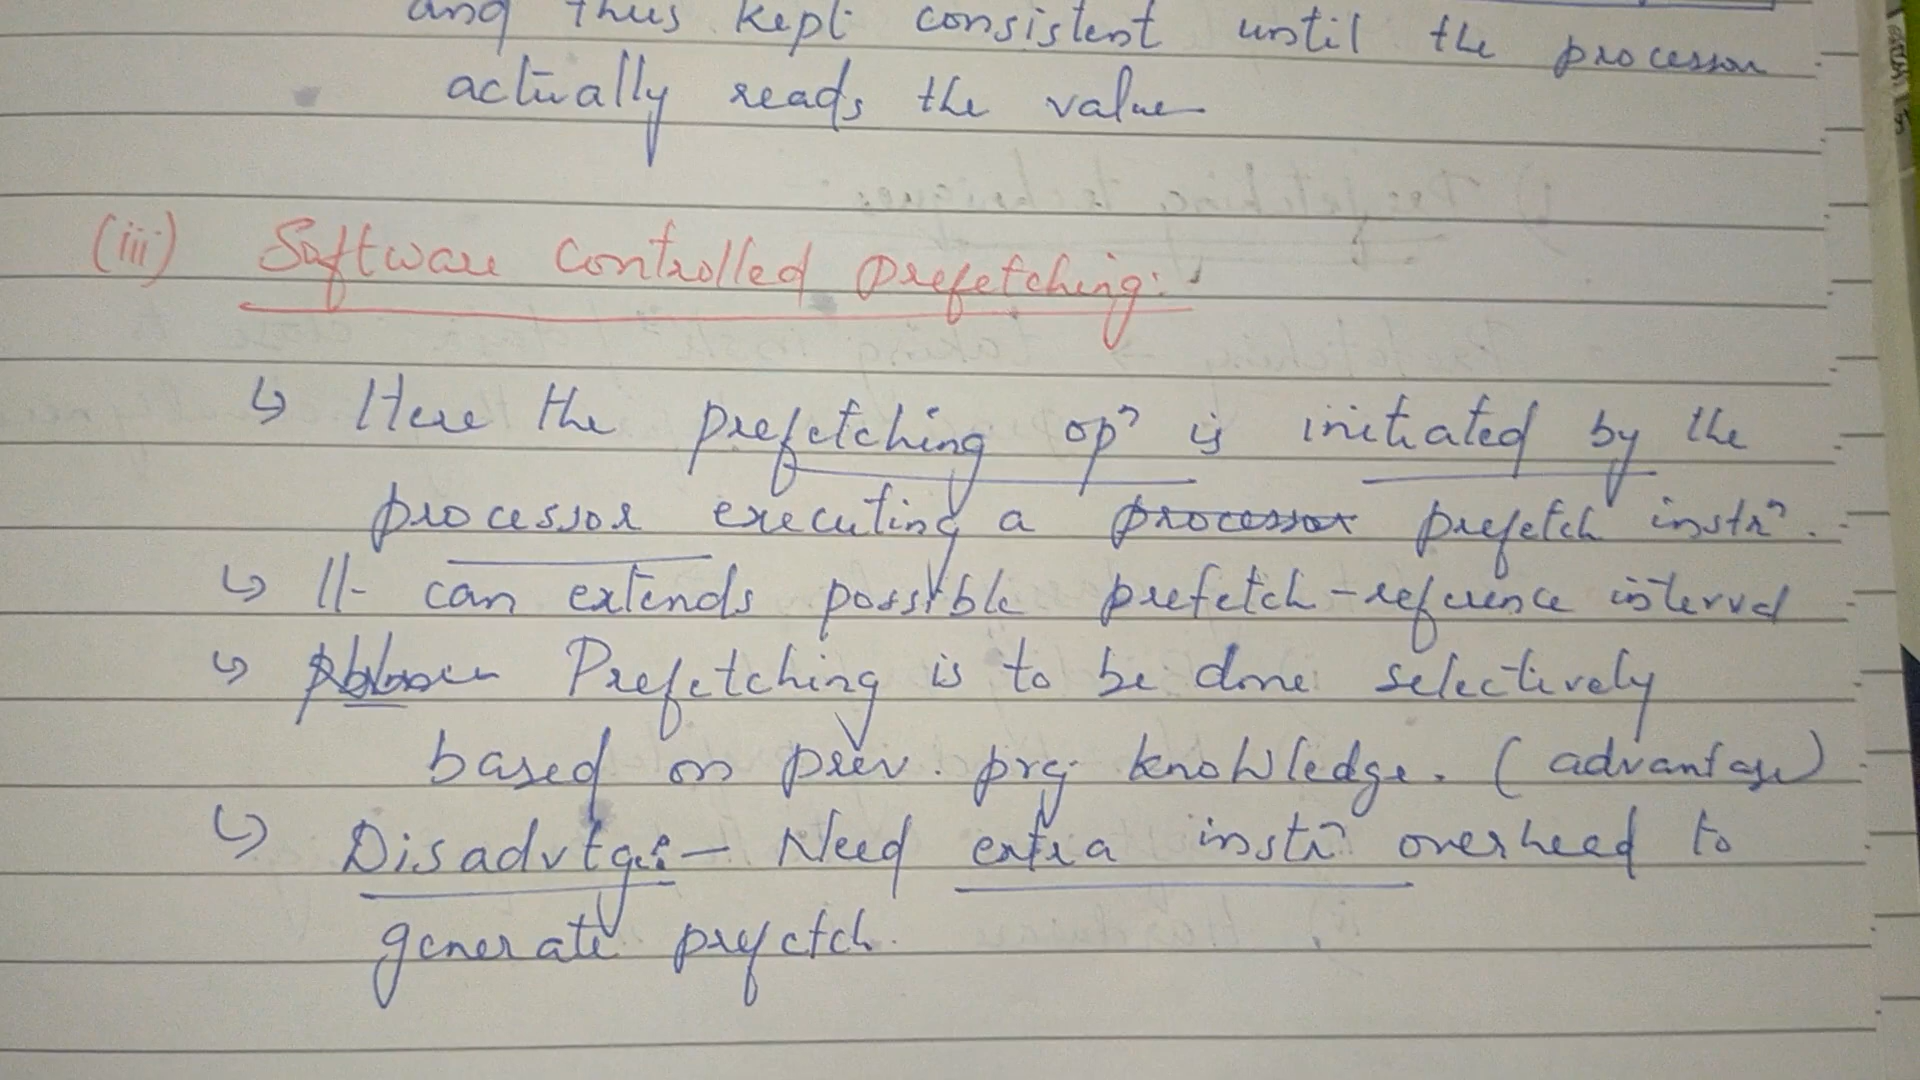 and thus kept consistent until the processor
actually reads the value
(iii) Software Controlled prefetching:
↳ Here the prefetching opⁿ is initiated by the
processor executing a processor prefetch instrⁿ.
↳ It can extends possible prefetch-reference interval
↳ Prefetching is to be done selectively
based on prev. prg. knowledge. (advantage)
↳ Disadvtge:- Need extra instrⁿ overheed to
generate prefetch.